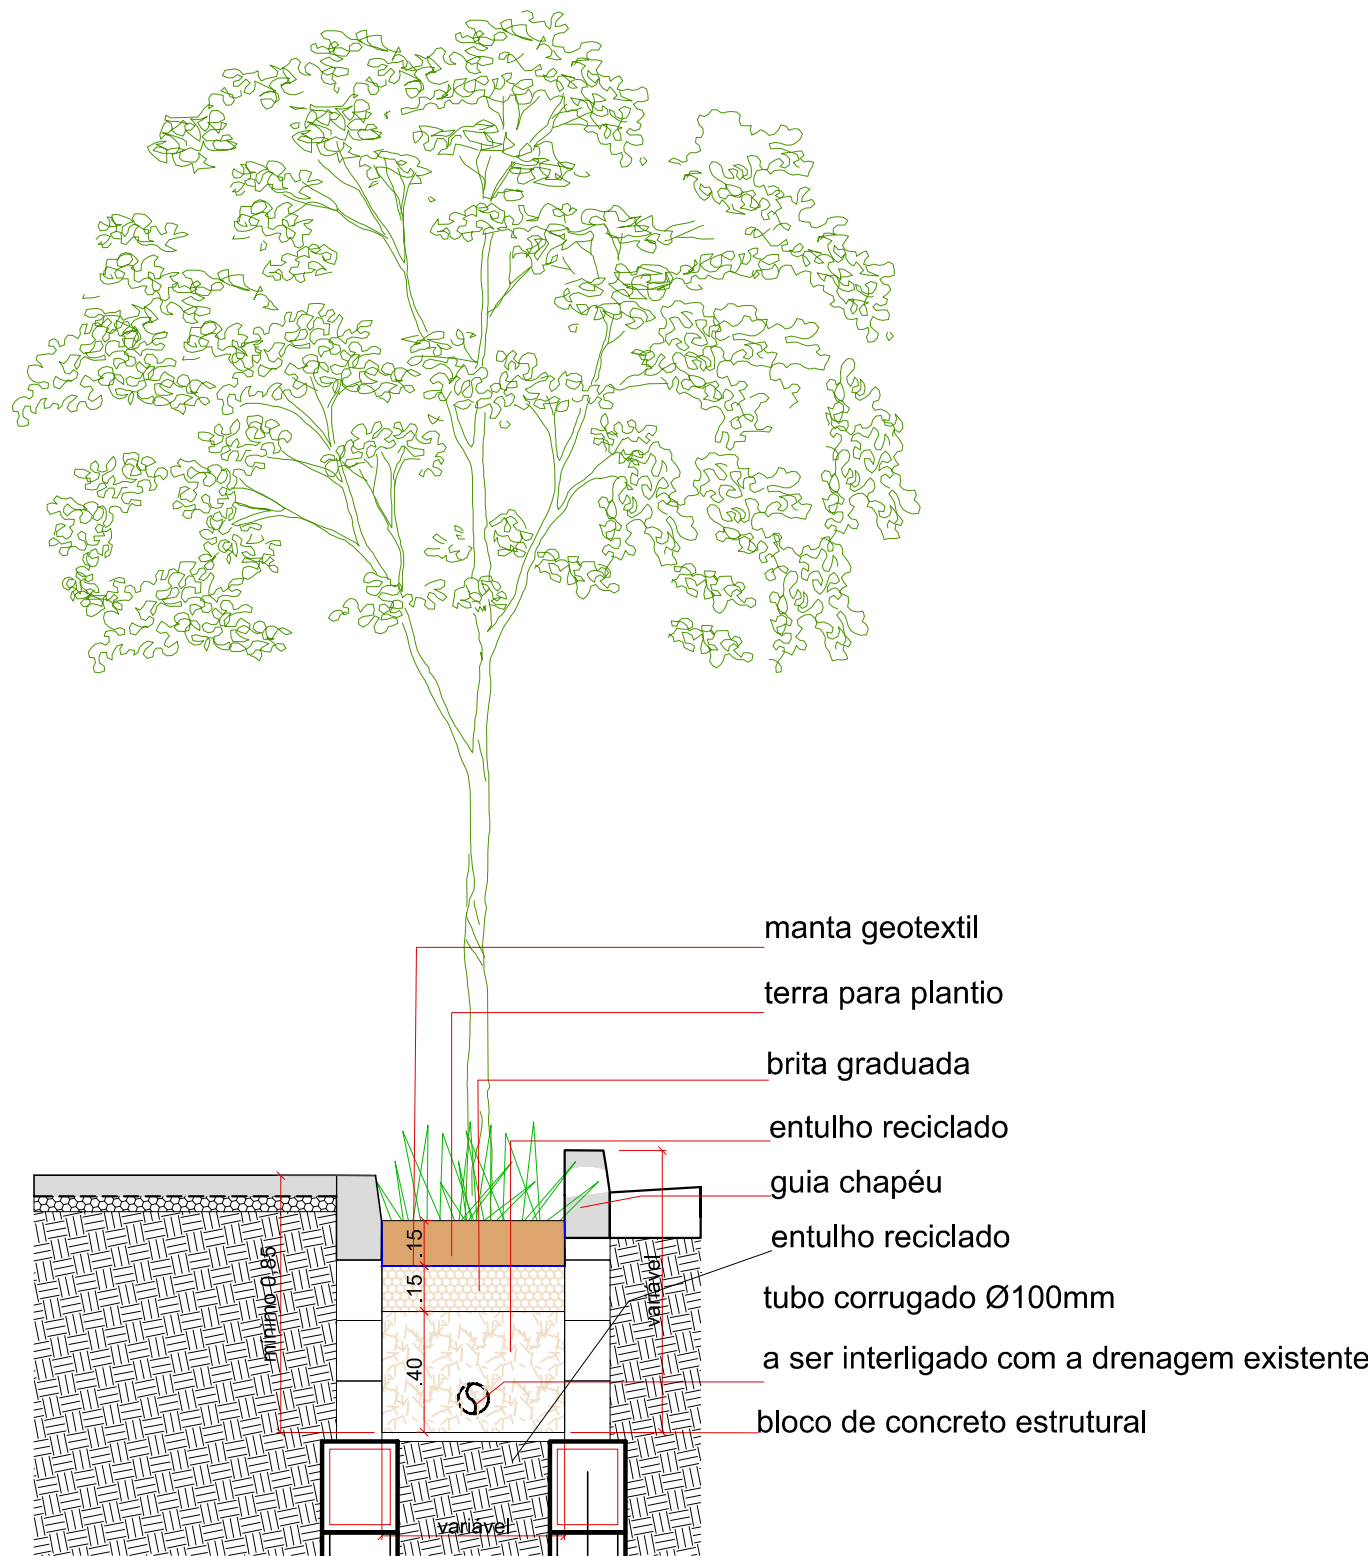 manta geotextil
terra para plantio
brita graduada
entulho reciclado
guia chapéu
entulho reciclado
tubo corrugado Ø100mm
a ser interligado com a drenagem existente
bloco de concreto estrutural
mínimo 0,85
.15
.15
.40
variável
variável